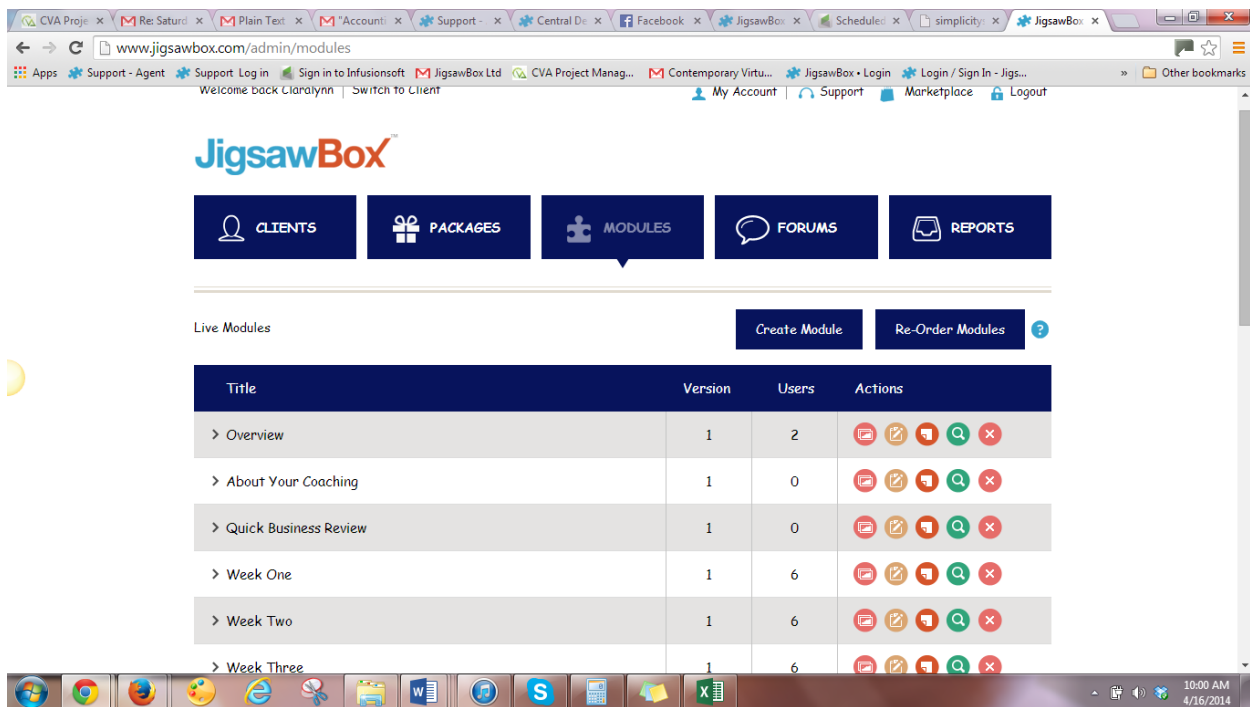 CVA Proje
Re: Saturd
Plain Text
"Accounti
Support -
Central De
Facebook
JigsawBox
Scheduled
simplicity
JigsawBox
www.jigsawbox.com/admin/modules
Apps Support - Agent Support Log in Sign in to Infusionsoft JigsawBox Ltd CVA Project Manag... Contemporary Virtu... JigsawBox • Login Login / Sign In - Jigs... » Other bookmarks
Welcome back Claralynn | Switch to Client My Account | Support Marketplace Logout
JigsawBox™
CLIENTS PACKAGES MODULES FORUMS REPORTS
Live Modules Create Module Re-Order Modules ?
Title Version Users Actions
Overview 1 2
About Your Coaching 1 0
Quick Business Review 1 0
Week One 1 6
Week Two 1 6
Week Three 1 6
10:00 AM
4/16/2014